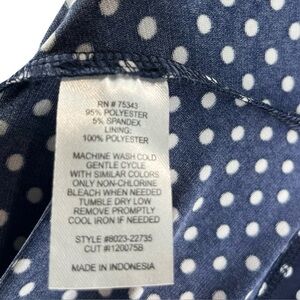 RN # 75343
95% POLYESTER
5% SPANDEX
LINING:
100% POLYESTER
MACHINE WASH COLD
GENTLE CYCLE
WITH SIMILAR COLORS
ONLY NON-CHLORINE
BLEACH WHEN NEEDED
TUMBLE DRY LOW
REMOVE PROMPTLY
COOL IRON IF NEEDED
STYLE #8023-22735
CUT #I120075B
MADE IN INDONESIA